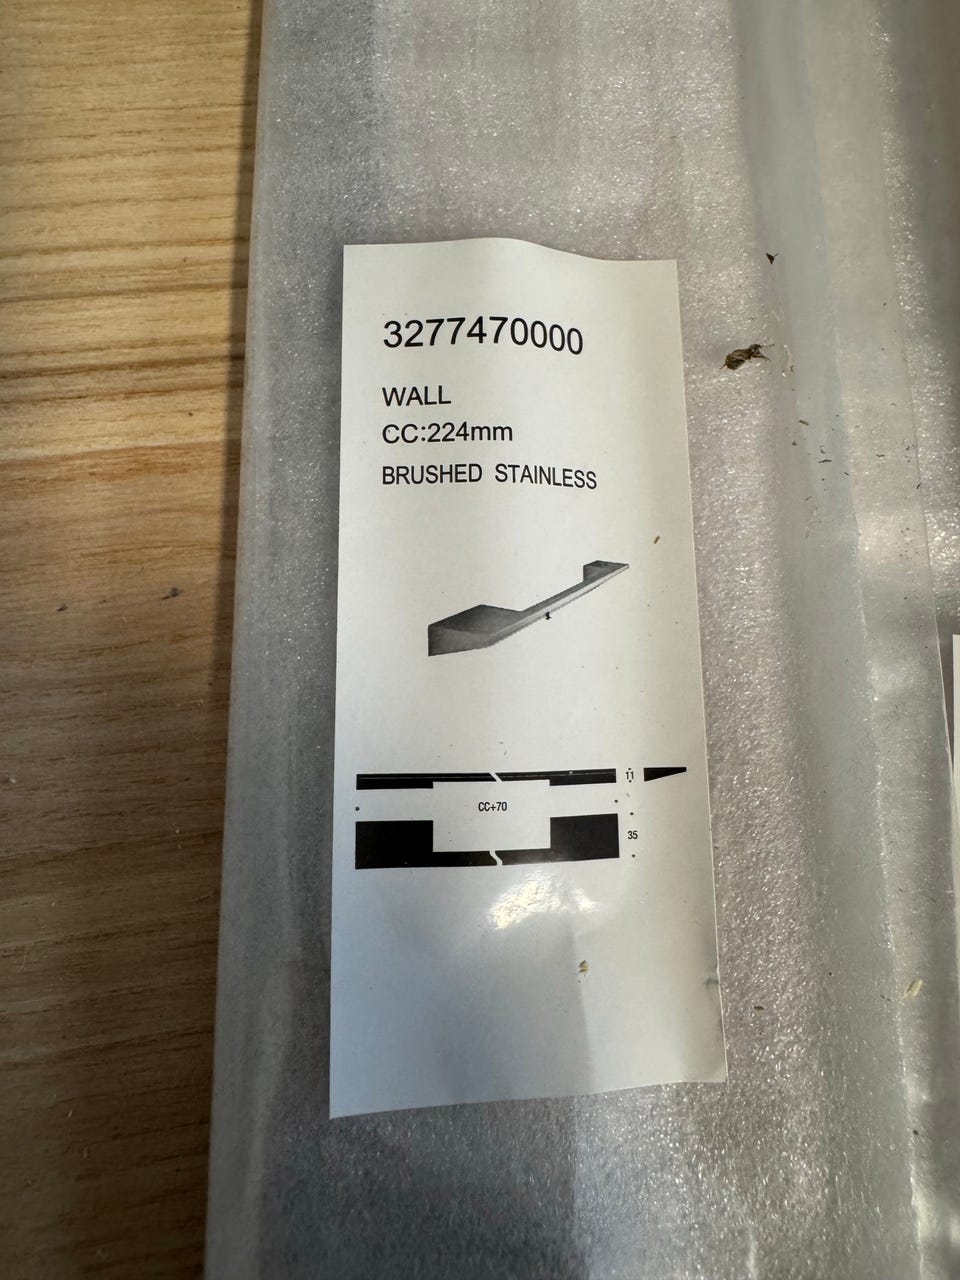 3277470000
WALL
CC:224mm
BRUSHED STAINLESS
11
CC+70
35